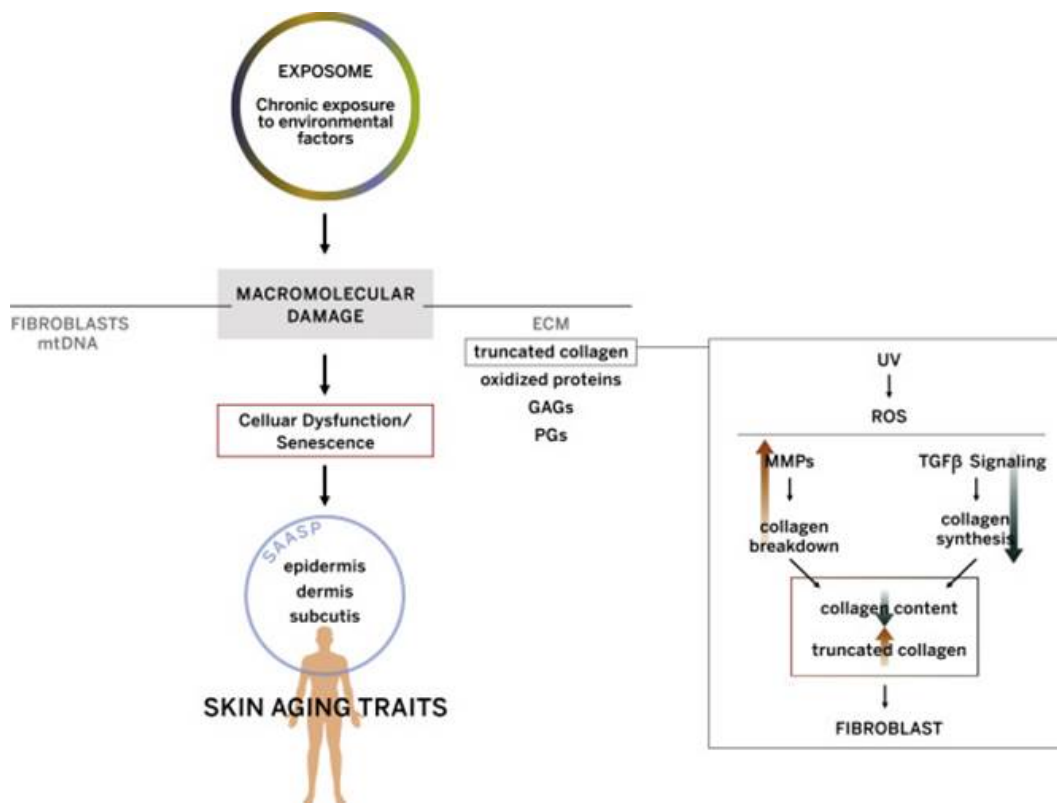 EXPOSOME
Chronic exposure
to environmental
factors
MACROMOLECULAR
DAMAGE
FIBROBLASTS
mtDNA
ECM
truncated collagen
oxidized proteins
GAGs
PGs
Celluar Dysfunction/
Senescence
SAASP
epidermis
dermis
subcutis
SKIN AGING TRAITS
UV
ROS
MMPs
TGFβ Signaling
collagen
breakdown
collagen
synthesis
collagen content
truncated collagen
FIBROBLAST